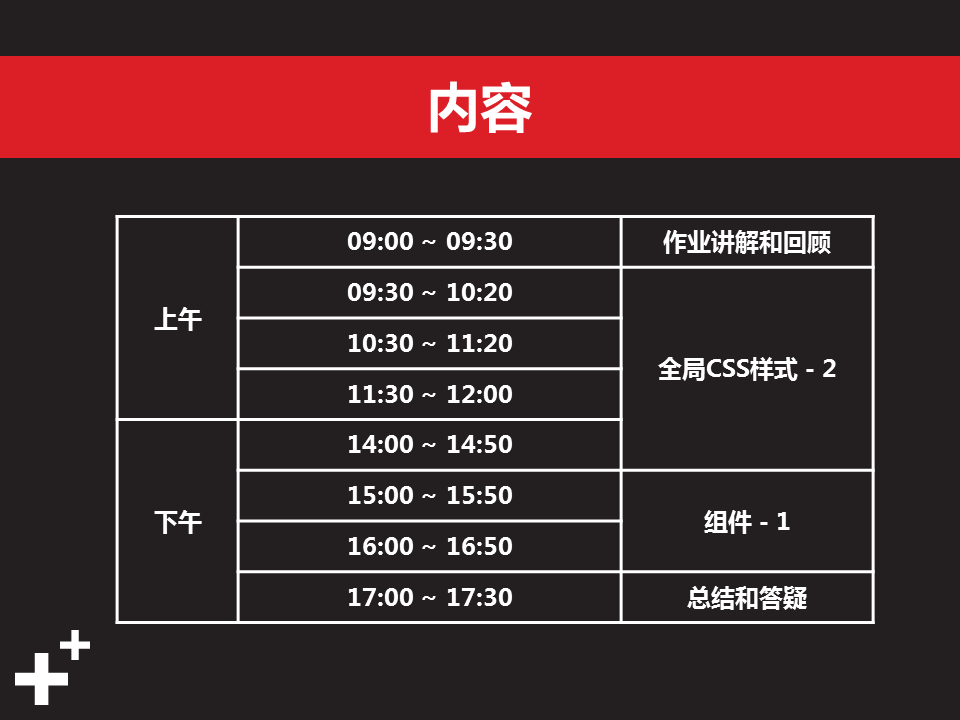 内容
上午
09:00 ~ 09:30
作业讲解和回顾
09:30 ~ 10:20
全局CSS样式 - 2
10:30 ~ 11:20
11:30 ~ 12:00
下午
14:00 ~ 14:50
15:00 ~ 15:50
组件 - 1
16:00 ~ 16:50
17:00 ~ 17:30
总结和答疑